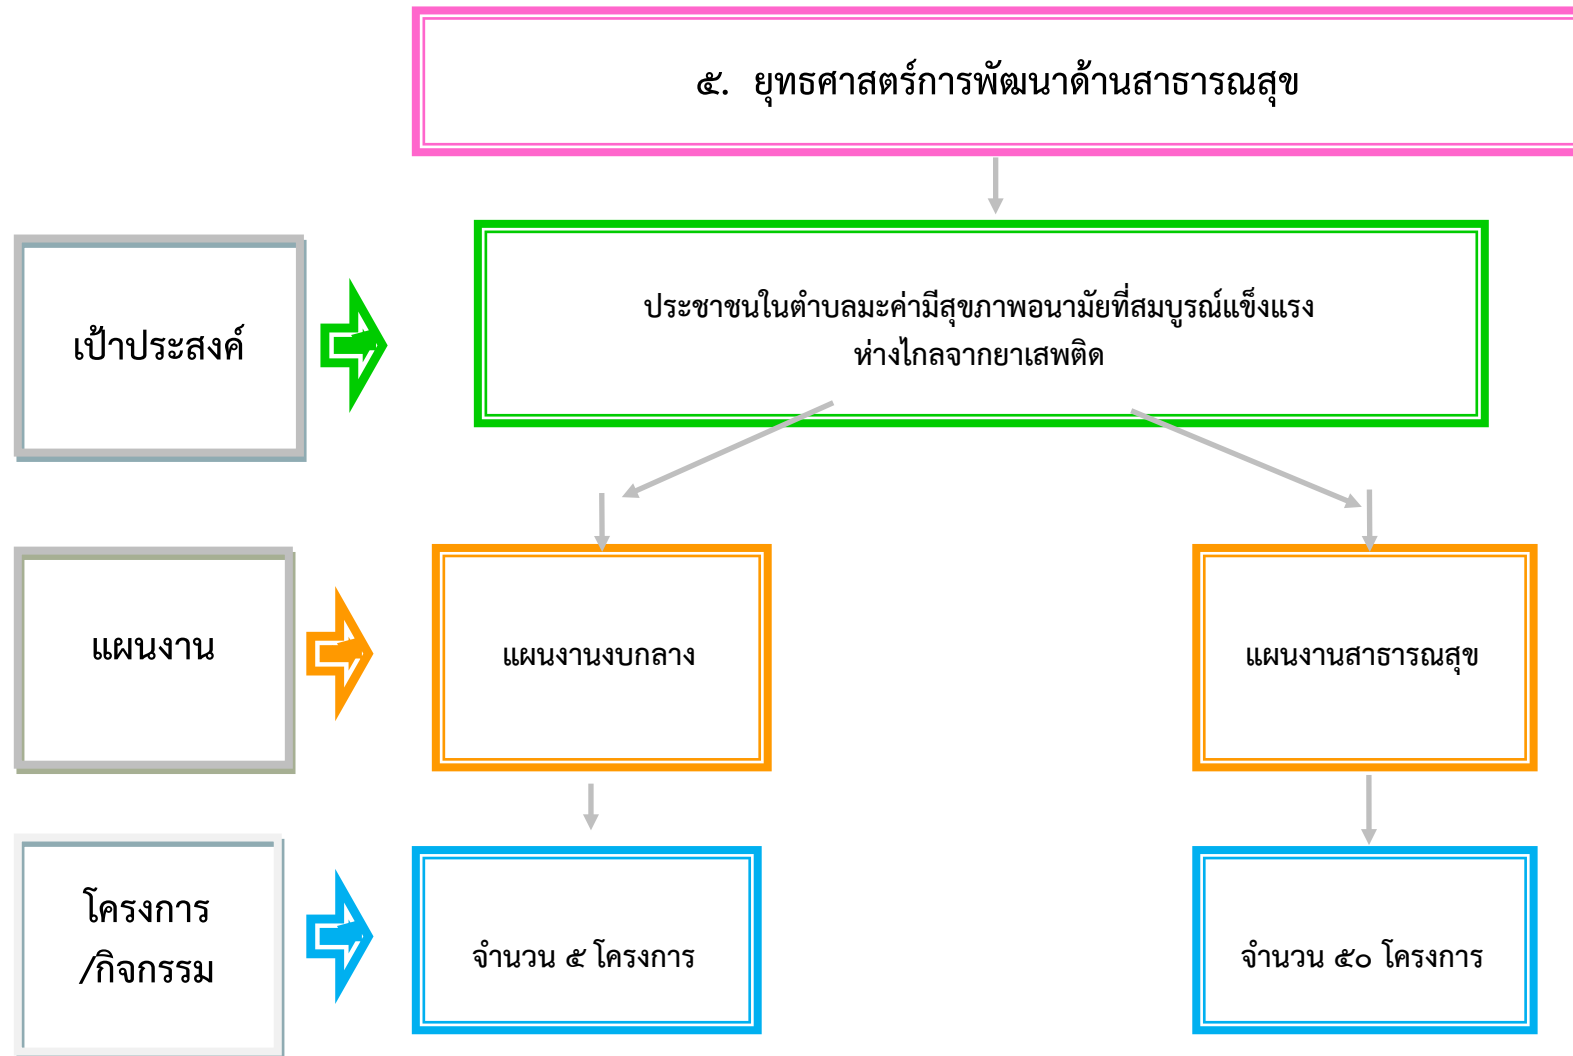 ๕. ยุทธศาสตร์การพัฒนาด้านสาธารณสุข
เป้าประสงค์
ประชาชนในตำบลมะค่ามีสุขภาพอนามัยที่สมบูรณ์แข็งแรง
ห่างไกลจากยาเสพติด
แผนงาน
แผนงานงบกลาง
แผนงานสาธารณสุข
โครงการ
/กิจกรรม
จำนวน ๕ โครงการ
จำนวน ๕๐ โครงการ